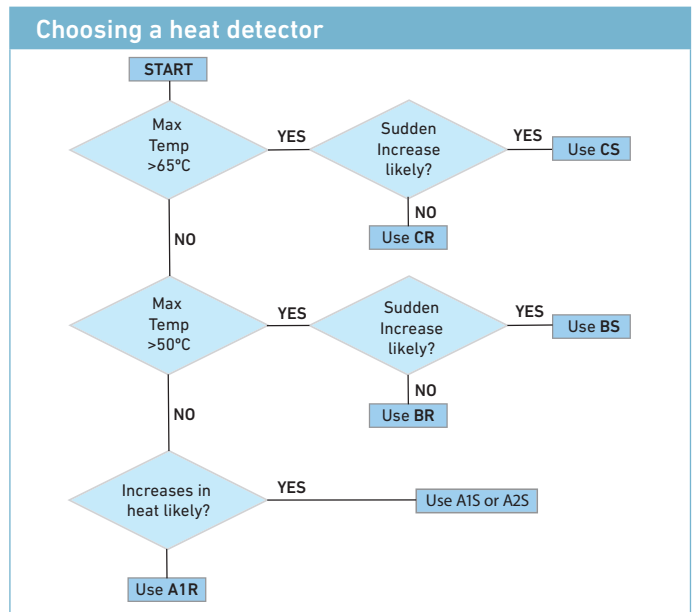 Choosing a heat detector
START
Max
Temp
>65ºC
YES
Sudden
Increase
likely?
YES
Use CS
NO
Use CR
NO
Max
Temp
>50ºC
YES
Sudden
Increase
likely?
YES
Use BS
NO
Use BR
NO
Increases in
heat likely?
YES
Use A1S or A2S
Use A1R